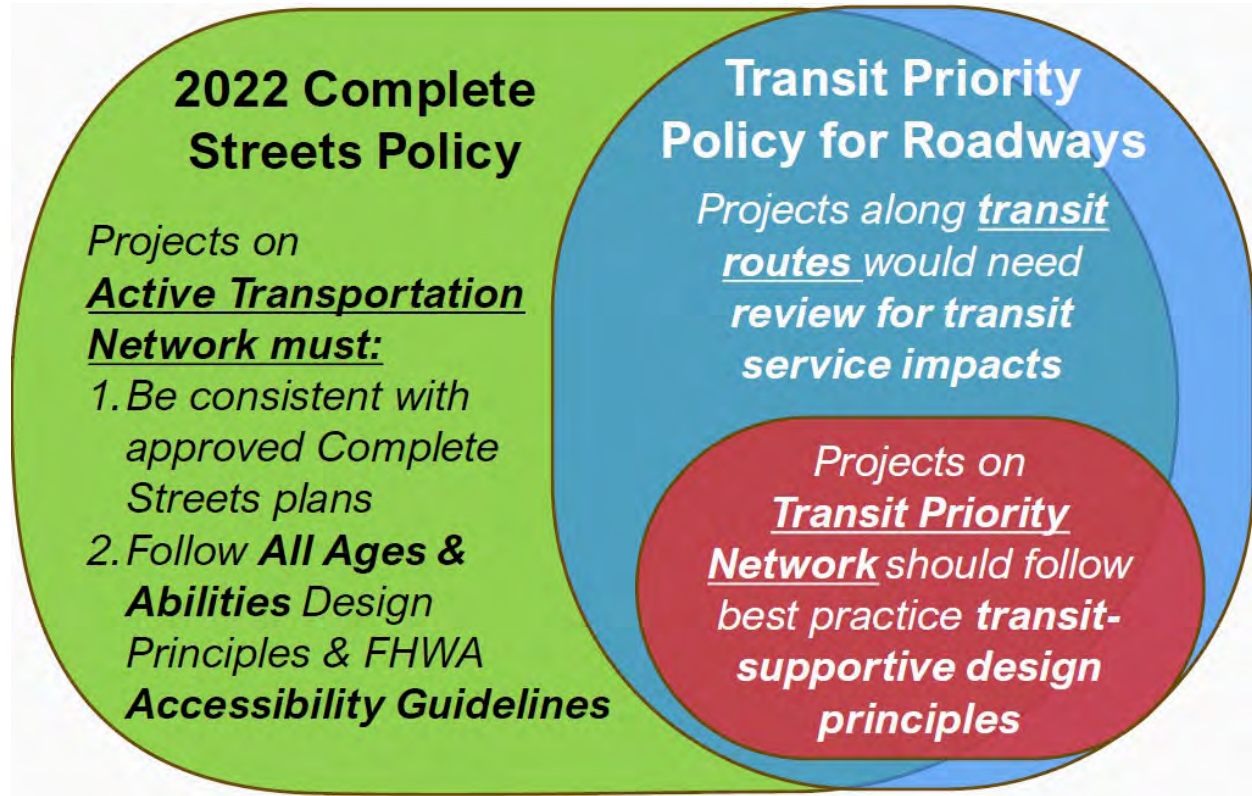 2022 Complete
Streets Policy
Projects on
Active Transportation
Network must:
1. Be consistent with
approved Complete
Streets plans
2. Follow All Ages &
Abilities Design
Principles & FHWA
Accessibility Guidelines
Transit Priority
Policy for Roadways
Projects along transit
routes would need
review for transit
service impacts
Projects on
Transit Priority
Network should follow
best practice transit-
supportive design
principles